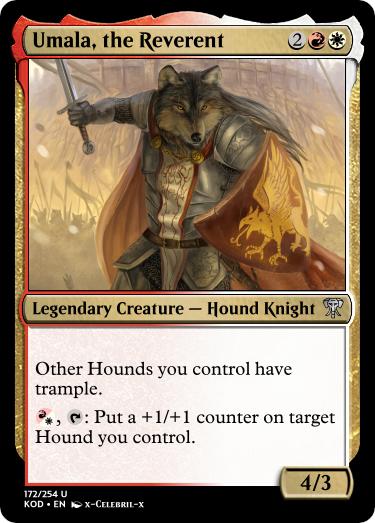 Umala, the Reverent 2
Legendary Creature — Hound Knight
Other Hounds you control have
trample.
, : Put a +1/+1 counter on target
Hound you control.
4/3
172/254 U
KOD • EN x-Celebril-x